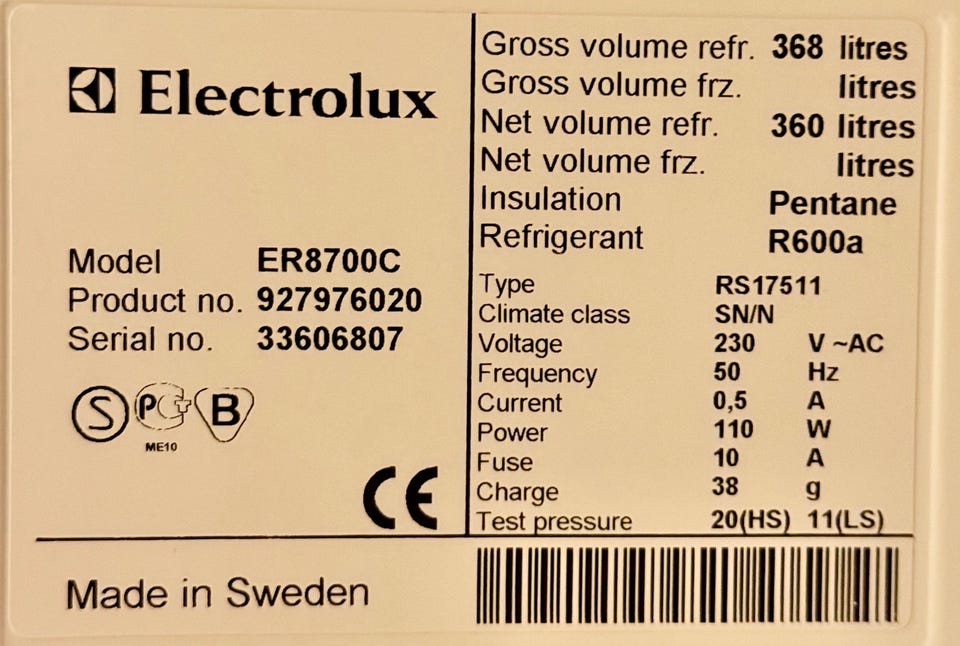 Electrolux
Model ER8700C
Product no. 927976020
Serial no. 33606807
S PCT B
ME10
CE
Gross volume refr. 368 litres
Gross volume frz. litres
Net volume refr. 360 litres
Net volume frz. litres
Insulation Pentane
Refrigerant R600a
Type RS17511
Climate class SN/N
Voltage 230 V ~AC
Frequency 50 Hz
Current 0,5 A
Power 110 W
Fuse 10 A
Charge 38 g
Test pressure 20(HS) 11(LS)
Made in Sweden